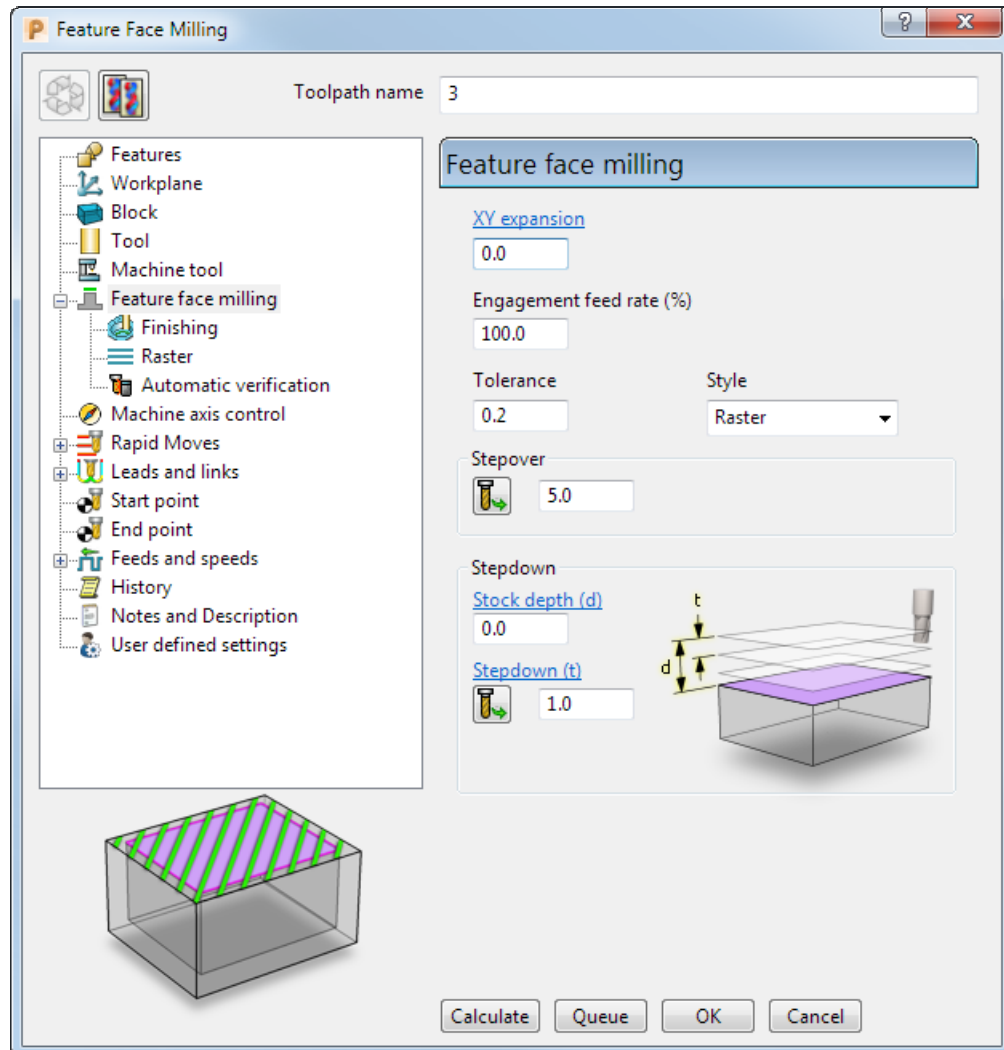 Feature Face Milling
Toolpath name 3
Features
Workplane
Block
Tool
Machine tool
Feature face milling
Finishing
Raster
Automatic verification
Machine axis control
Rapid Moves
Leads and links
Start point
End point
Feeds and speeds
History
Notes and Description
User defined settings
Feature face milling
XY expansion
0.0
Engagement feed rate (%)
100.0
Tolerance Style
0.2 Raster
Stepover
5.0
Stepdown
Stock depth (d)
0.0
Stepdown (t)
1.0
t
d
Calculate Queue OK Cancel